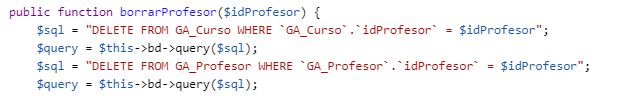 public function borrarProfesor($idProfesor) {
$sql = "DELETE FROM GA_Curso WHERE `GA_Curso`.`idProfesor` = $idProfesor";
$query = $this->bd->query($sql);
$sql = "DELETE FROM GA_Profesor WHERE `GA_Profesor`.`idProfesor` = $idProfesor";
$query = $this->bd->query($sql);